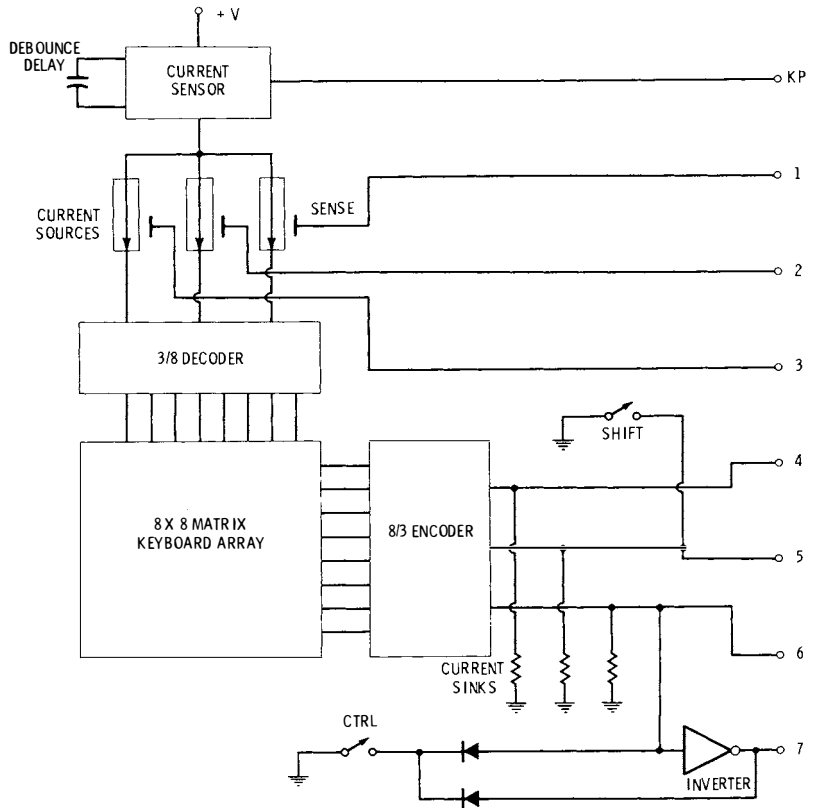 + V
DEBOUNCE
DELAY
CURRENT
SENSOR
KP
1
CURRENT
SOURCES
SENSE
2
3/8 DECODER
3
SHIFT
4
8 X 8 MATRIX
KEYBOARD ARRAY
8/3 ENCODER
5
CURRENT
SINKS
6
CTRL
7
INVERTER